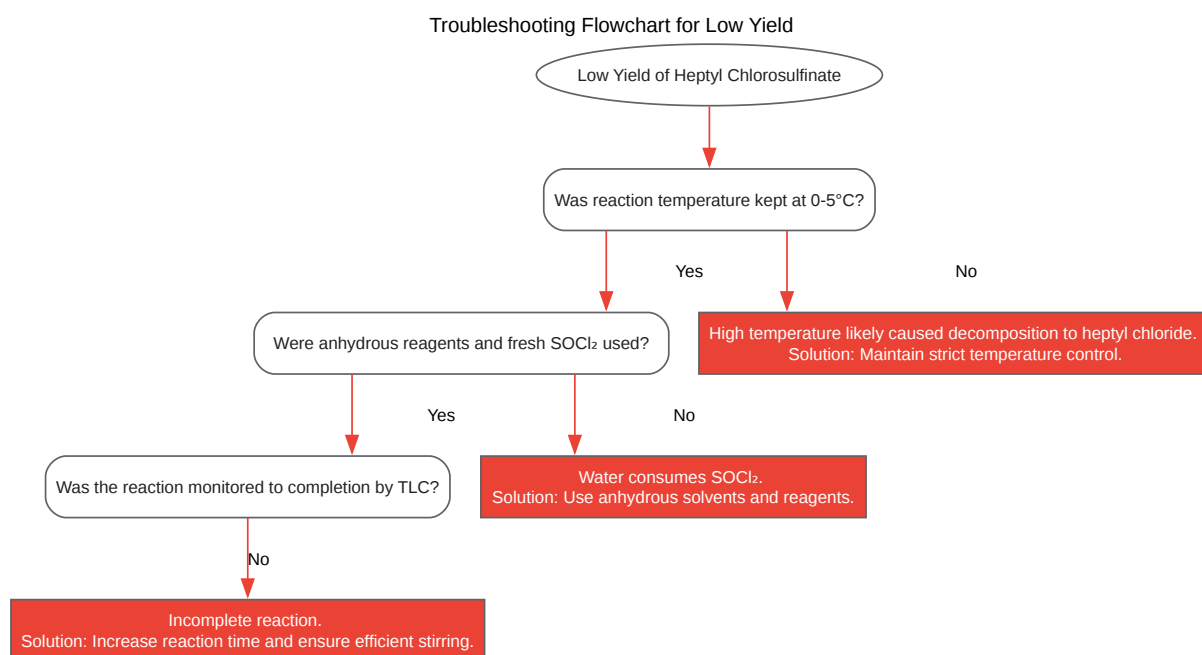 Troubleshooting Flowchart for Low Yield
Low Yield of Heptyl Chlorosulfinate
Was reaction temperature kept at 0-5°C?
Yes
No
Were anhydrous reagents and fresh SOCl₂ used?
High temperature likely caused decomposition to heptyl chloride.
Solution: Maintain strict temperature control.
Yes
No
Was the reaction monitored to completion by TLC?
Water consumes SOCl₂.
Solution: Use anhydrous solvents and reagents.
No
Incomplete reaction.
Solution: Increase reaction time and ensure efficient stirring.